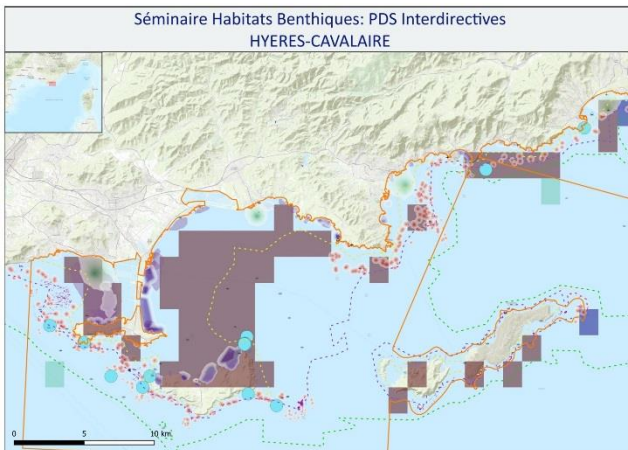 Séminaire Habitats Benthiques: PDS Interdirectives
HYERES-CAVALAIRE
0 5 10 km